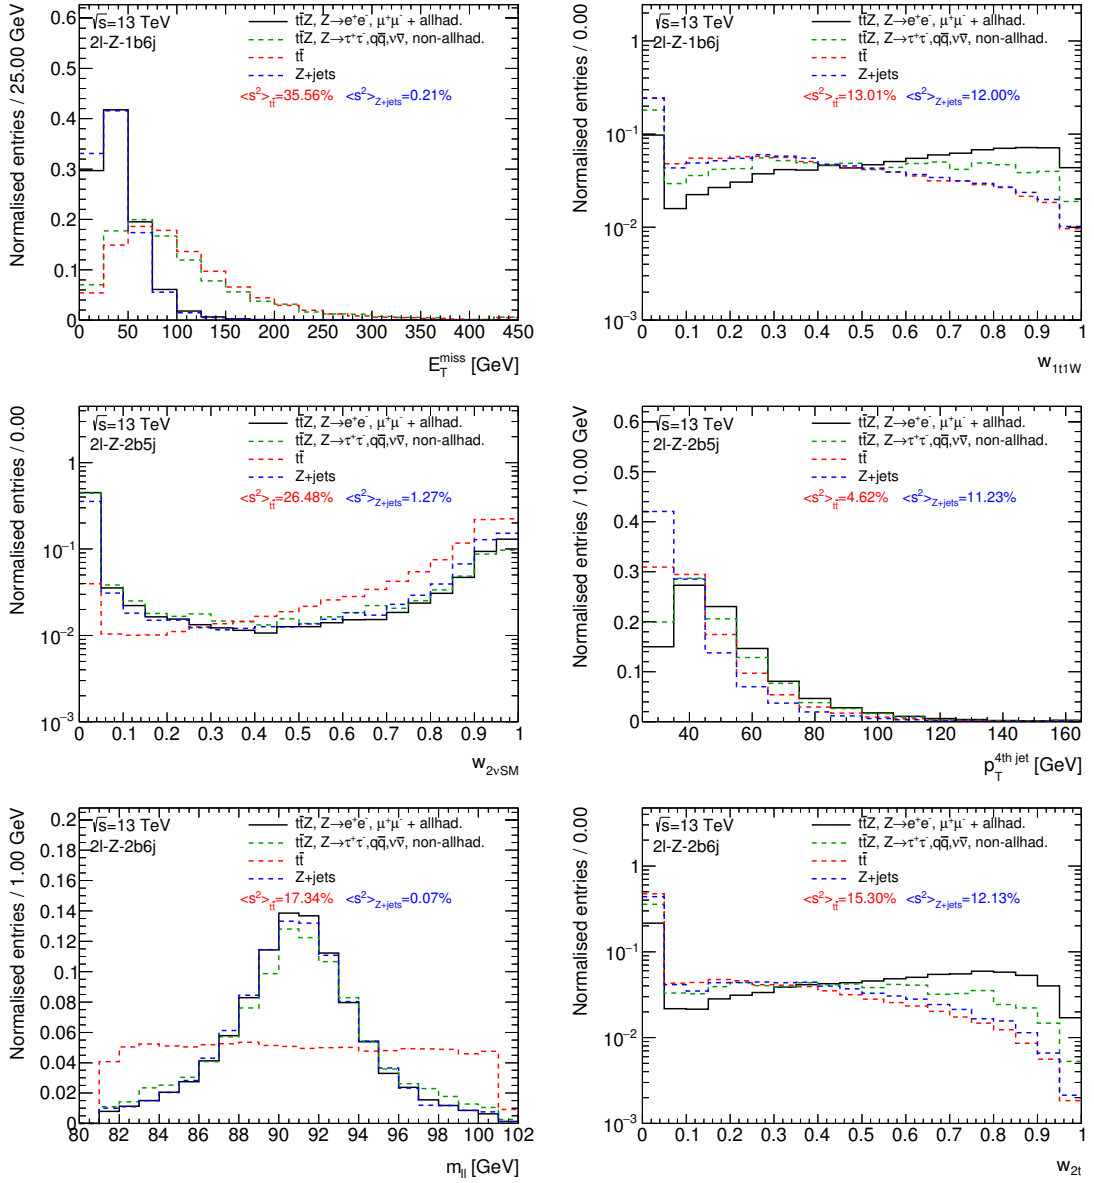 Normalised entries / 25.00 GeV
√s=13 TeV
2l-Z-1b6j
tt̄Z, Z→e⁺e⁻, μ⁺μ⁻ + allhad.
tt̄Z, Z→τ⁺τ⁻,qq̄,νν̄, non-allhad.
tt̄
Z+jets
<s²>tt̄=35.56% <s²>Z+jets=0.21%
0.6
0.5
0.4
0.3
0.2
0.1
0
0 50 100 150 200 250 300 350 400 450
E_T^miss [GeV]
Normalised entries / 0.00
√s=13 TeV
2l-Z-1b6j
tt̄Z, Z→e⁺e⁻, μ⁺μ⁻ + allhad.
tt̄Z, Z→τ⁺τ⁻,qq̄,νν̄, non-allhad.
tt̄
Z+jets
<s²>tt̄=13.01% <s²>Z+jets=12.00%
1
10⁻¹
10⁻²
10⁻³
0 0.1 0.2 0.3 0.4 0.5 0.6 0.7 0.8 0.9 1
w_1t1W
Normalised entries / 0.00
√s=13 TeV
2l-Z-2b5j
tt̄Z, Z→e⁺e⁻, μ⁺μ⁻ + allhad.
tt̄Z, Z→τ⁺τ⁻,qq̄,νν̄, non-allhad.
tt̄
Z+jets
<s²>tt̄=26.48% <s²>Z+jets=1.27%
1
10⁻¹
10⁻²
10⁻³
0 0.1 0.2 0.3 0.4 0.5 0.6 0.7 0.8 0.9 1
w_2νSM
Normalised entries / 10.00 GeV
√s=13 TeV
2l-Z-2b5j
tt̄Z, Z→e⁺e⁻, μ⁺μ⁻ + allhad.
tt̄Z, Z→τ⁺τ⁻,qq̄,νν̄, non-allhad.
tt̄
Z+jets
<s²>tt̄=4.62% <s²>Z+jets=11.23%
0.6
0.5
0.4
0.3
0.2
0.1
0
40 60 80 100 120 140 160
p_T^4th jet [GeV]
Normalised entries / 1.00 GeV
√s=13 TeV
2l-Z-2b6j
tt̄Z, Z→e⁺e⁻, μ⁺μ⁻ + allhad.
tt̄Z, Z→τ⁺τ⁻,qq̄,νν̄, non-allhad.
tt̄
Z+jets
<s²>tt̄=17.34% <s²>Z+jets=0.07%
0.2
0.18
0.16
0.14
0.12
0.1
0.08
0.06
0.04
0.02
0
80 82 84 86 88 90 92 94 96 98 100 102
m_ll [GeV]
Normalised entries / 0.00
√s=13 TeV
2l-Z-2b6j
tt̄Z, Z→e⁺e⁻, μ⁺μ⁻ + allhad.
tt̄Z, Z→τ⁺τ⁻,qq̄,νν̄, non-allhad.
tt̄
Z+jets
<s²>tt̄=15.30% <s²>Z+jets=12.13%
1
10⁻¹
10⁻²
10⁻³
0 0.1 0.2 0.3 0.4 0.5 0.6 0.7 0.8 0.9 1
w_2t